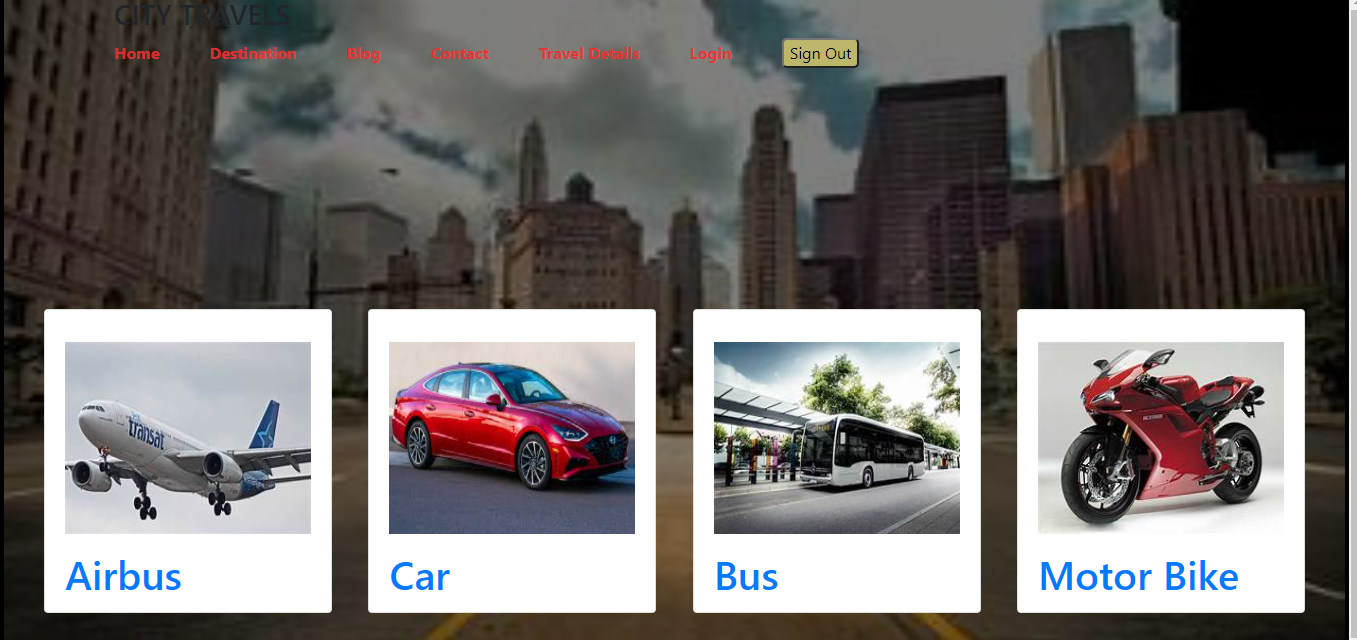 CITY TRAVELS
Home Destination Blog Contact Travel Details Login Sign Out
transat
Airbus Car Bus Motor Bike